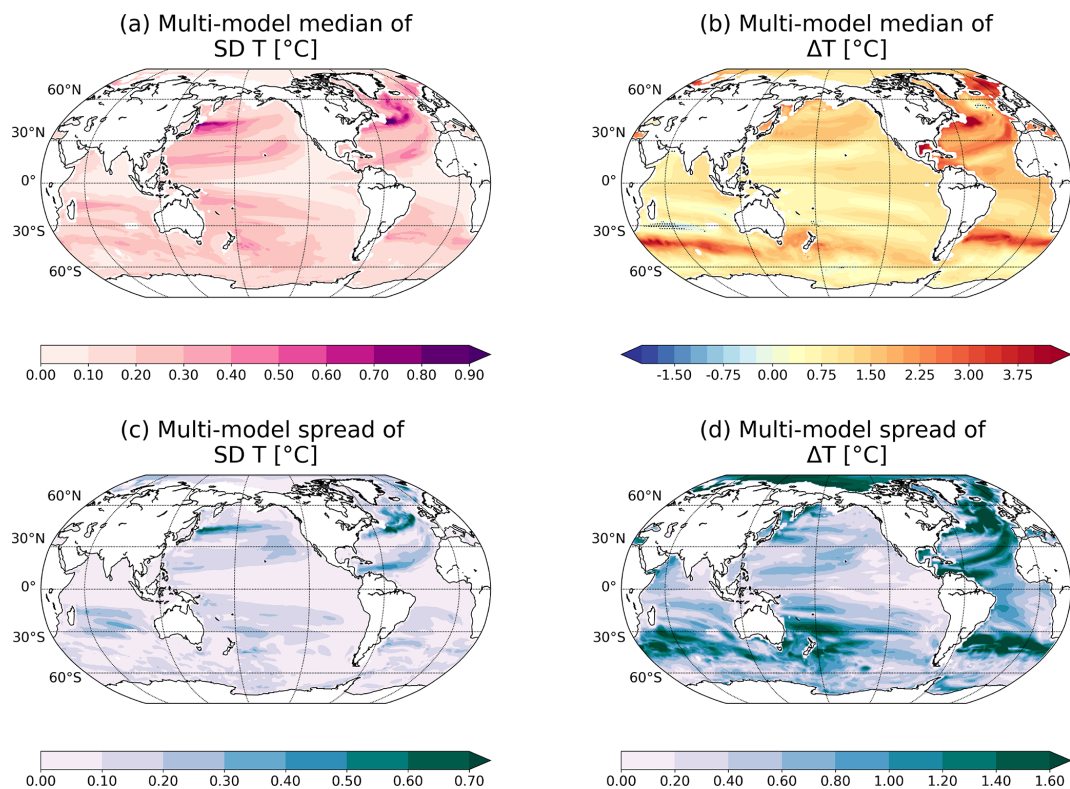 (a) Multi-model median of
SD T [°C]
60°N
30°N
0°
30°S
60°S
0.00 0.10 0.20 0.30 0.40 0.50 0.60 0.70 0.80 0.90
(b) Multi-model median of
ΔT [°C]
60°N
30°N
0°
30°S
60°S
-1.50 -0.75 0.00 0.75 1.50 2.25 3.00 3.75
(c) Multi-model spread of
SD T [°C]
60°N
30°N
0°
30°S
60°S
0.00 0.10 0.20 0.30 0.40 0.50 0.60 0.70
(d) Multi-model spread of
ΔT [°C]
60°N
30°N
0°
30°S
60°S
0.00 0.20 0.40 0.60 0.80 1.00 1.20 1.40 1.60